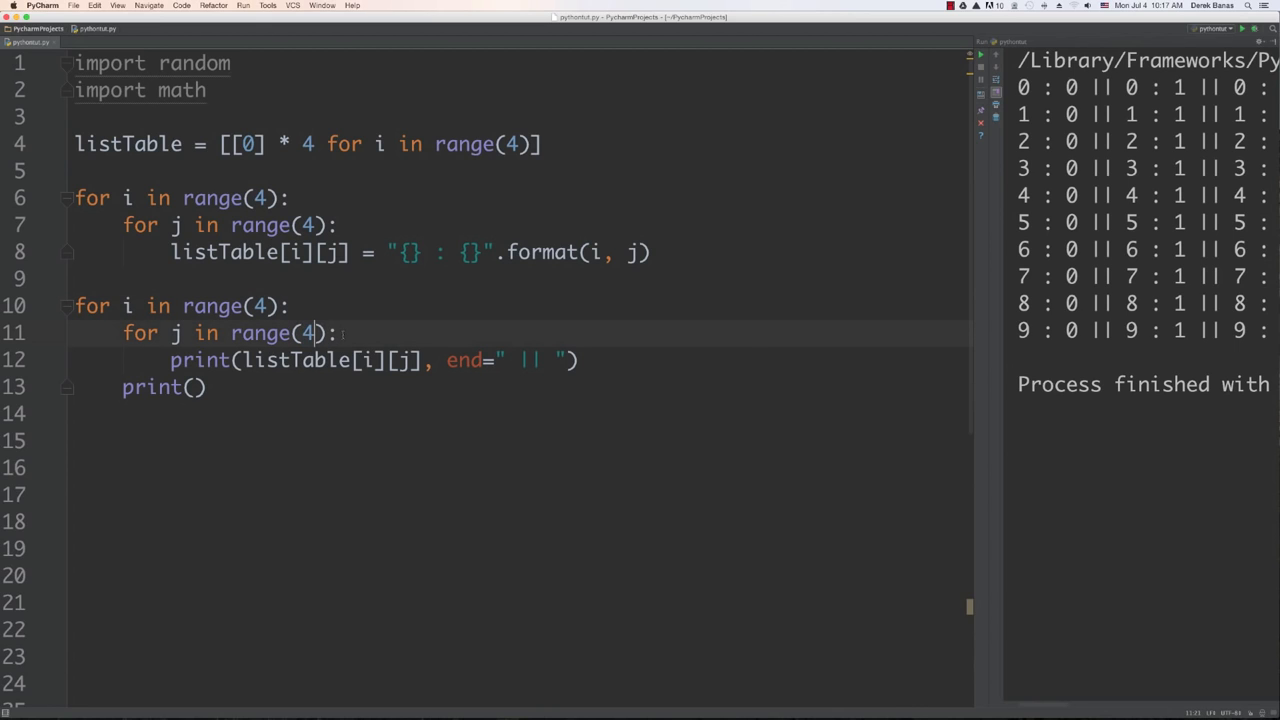 PyCharm File Edit View Navigate Code Refactor Run Tools VCS Window Help
10 Mon Jul 4 10:17 AM Derek Banas
pythontut.py - PycharmProjects - [~/PycharmProjects]
PycharmProjects pythontut.py pythontut
pythontut.py Run pythontut
1 import random
2 import math
3
4 listTable = [[0] * 4 for i in range(4)]
5
6 for i in range(4):
7 for j in range(4):
8 listTable[i][j] = "{} : {}".format(i, j)
9
10 for i in range(4):
11 for j in range(4):
12 print(listTable[i][j], end=" || ")
13 print()
14
15
16
17
18
19
20
21
22
23
24
/Library/Frameworks/Py
0 : 0 || 0 : 1 || 0 :
1 : 0 || 1 : 1 || 1 :
2 : 0 || 2 : 1 || 2 :
3 : 0 || 3 : 1 || 3 :
4 : 0 || 4 : 1 || 4 :
5 : 0 || 5 : 1 || 5 :
6 : 0 || 6 : 1 || 6 :
7 : 0 || 7 : 1 || 7 :
8 : 0 || 8 : 1 || 8 :
9 : 0 || 9 : 1 || 9 :
Process finished with
11:21 LF‡ UTF-8‡